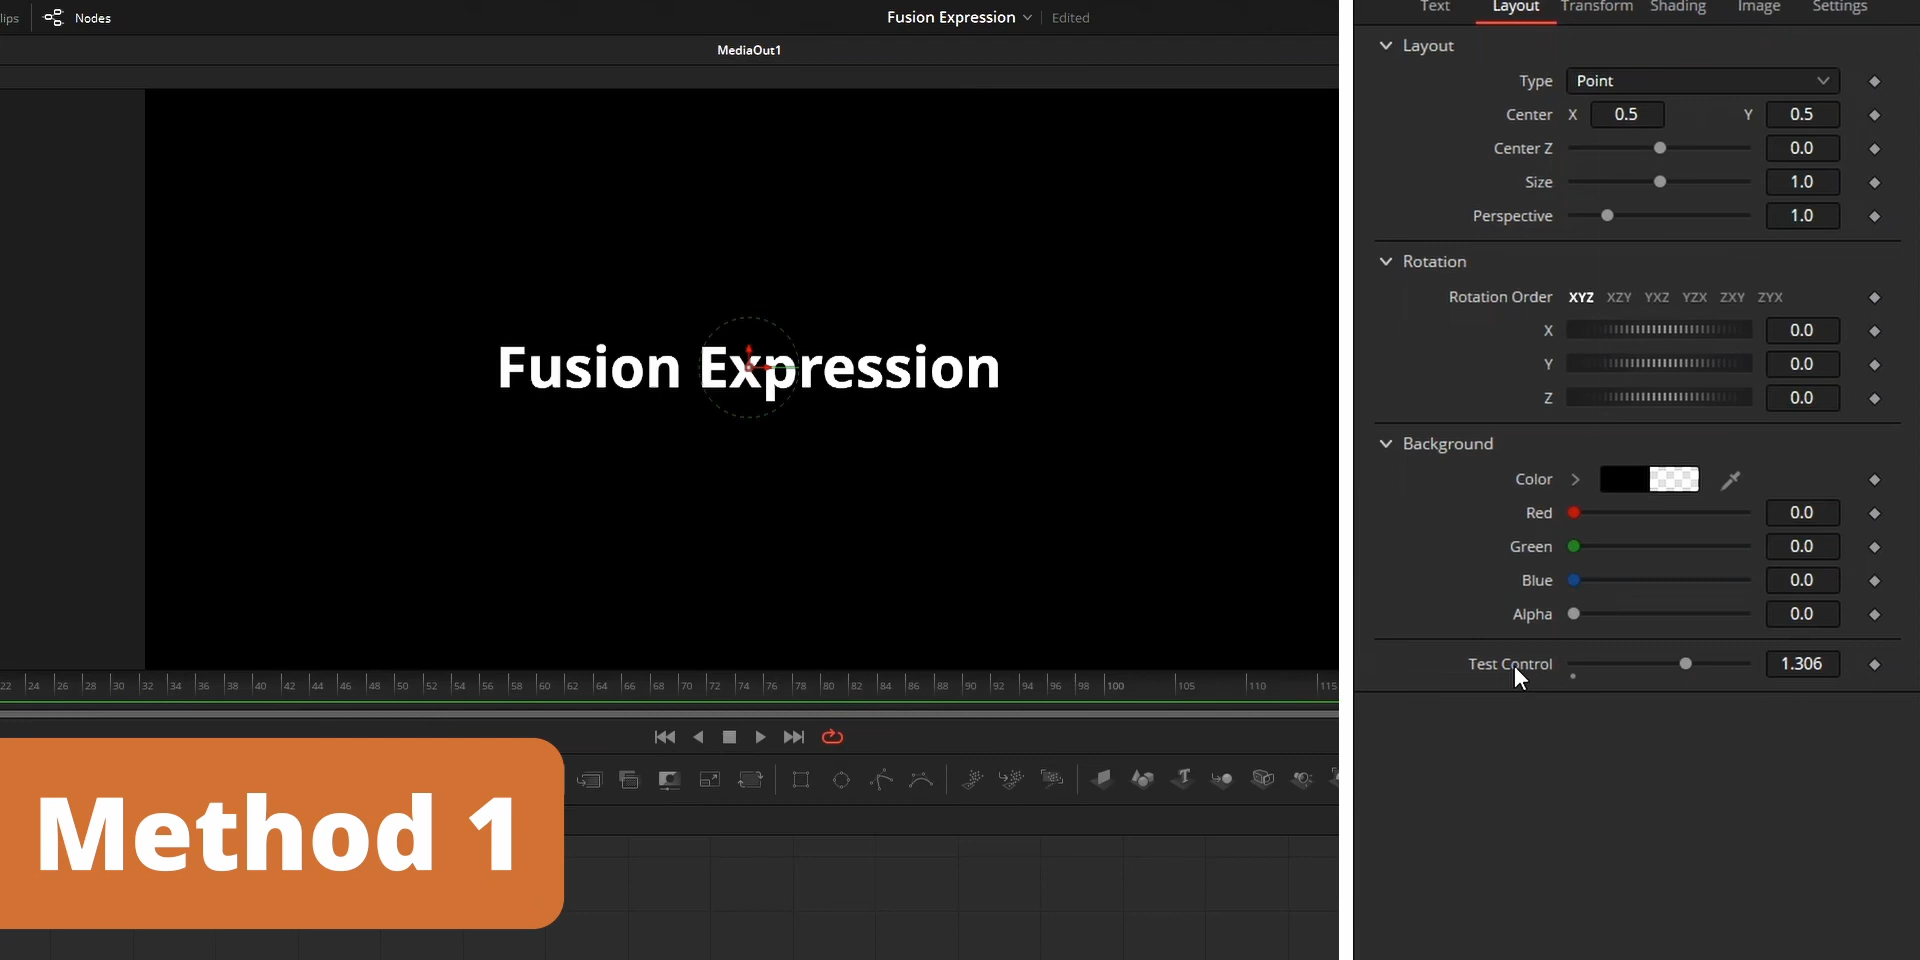 lips
Nodes
Fusion Expression
Edited
MediaOut1
Fusion Expression
22 24 26 28 30 32 34 36 38 40 42 44 46 48 50 52 54 56 58 60 62 64 66 68 70 72 74 76 78 80 82 84 86 88 90 92 94 96 98 100 105 110 115
Method 1
Text Layout Transform Shading Image Settings
Layout
Type Point
Center X 0.5 Y 0.5
Center Z 0.0
Size 1.0
Perspective 1.0
Rotation
Rotation Order XYZ XZY YXZ YZX ZXY ZYX
X 0.0
Y 0.0
Z 0.0
Background
Color
Red 0.0
Green 0.0
Blue 0.0
Alpha 0.0
Test Control 1.306